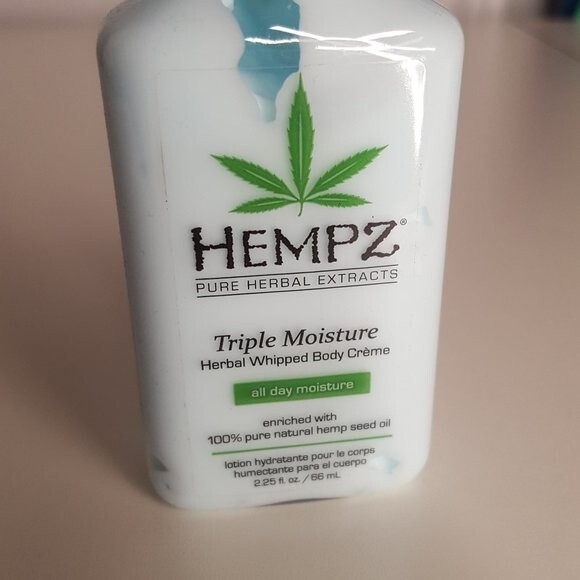 HEMPZ®
PURE HERBAL EXTRACTS
Triple Moisture
Herbal Whipped Body Crème
all day moisture
enriched with
100% pure natural hemp seed oil
lotion hydratante pour le corps
humectante para el cuerpo
2.25 fl. oz. / 66 mL